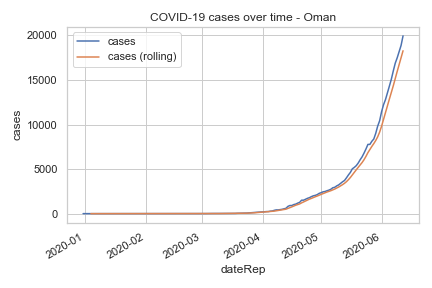 COVID-19 cases over time - Oman
cases
cases (rolling)
20000
15000
10000
5000
0
cases
2020-01
2020-02
2020-03
2020-04
2020-05
2020-06
dateRep